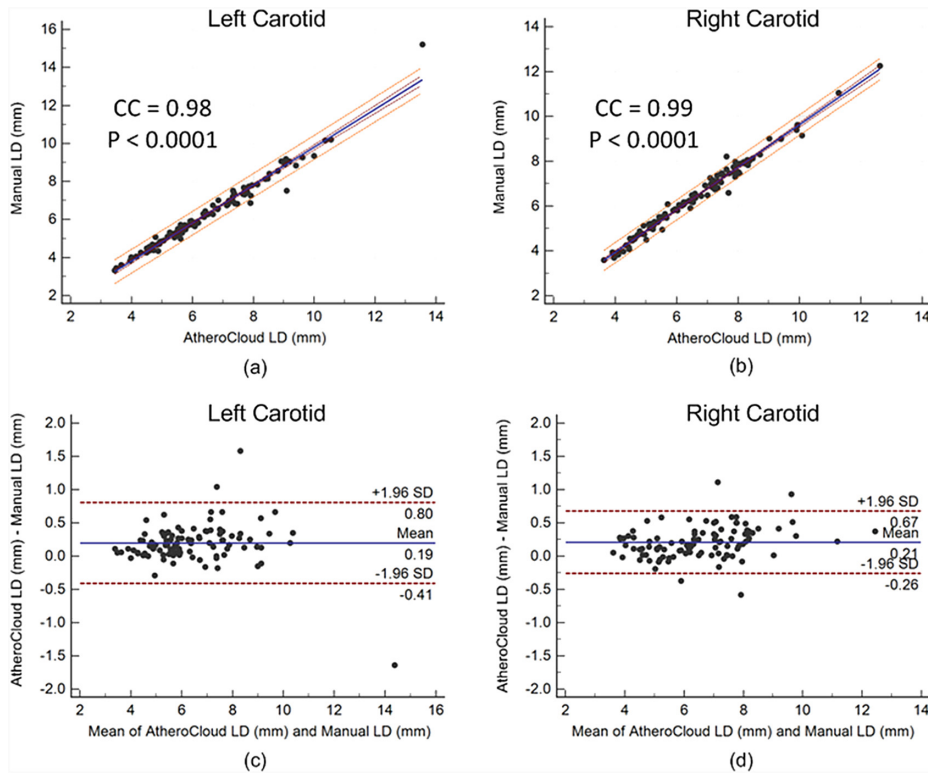 Left Carotid
16
14
12
10
8
6
4
2
Manual LD (mm)
CC = 0.98
P < 0.0001
2 4 6 8 10 12 14
AtheroCloud LD (mm)
(a)
Right Carotid
14
12
10
8
6
4
2
Manual LD (mm)
CC = 0.99
P < 0.0001
2 4 6 8 10 12 14
AtheroCloud LD (mm)
(b)
Left Carotid
2.0
1.5
1.0
0.5
0.0
-0.5
-1.0
-1.5
-2.0
AtheroCloud LD (mm) - Manual LD (mm)
+1.96 SD
0.80
Mean
0.19
-1.96 SD
-0.41
2 4 6 8 10 12 14 16
Mean of AtheroCloud LD (mm) and Manual LD (mm)
(c)
Right Carotid
2.0
1.5
1.0
0.5
0.0
-0.5
-1.0
-1.5
-2.0
AtheroCloud LD (mm) - Manual LD (mm)
+1.96 SD
0.67
Mean
0.21
-1.96 SD
-0.26
2 4 6 8 10 12 14
Mean of AtheroCloud LD (mm) and Manual LD (mm)
(d)